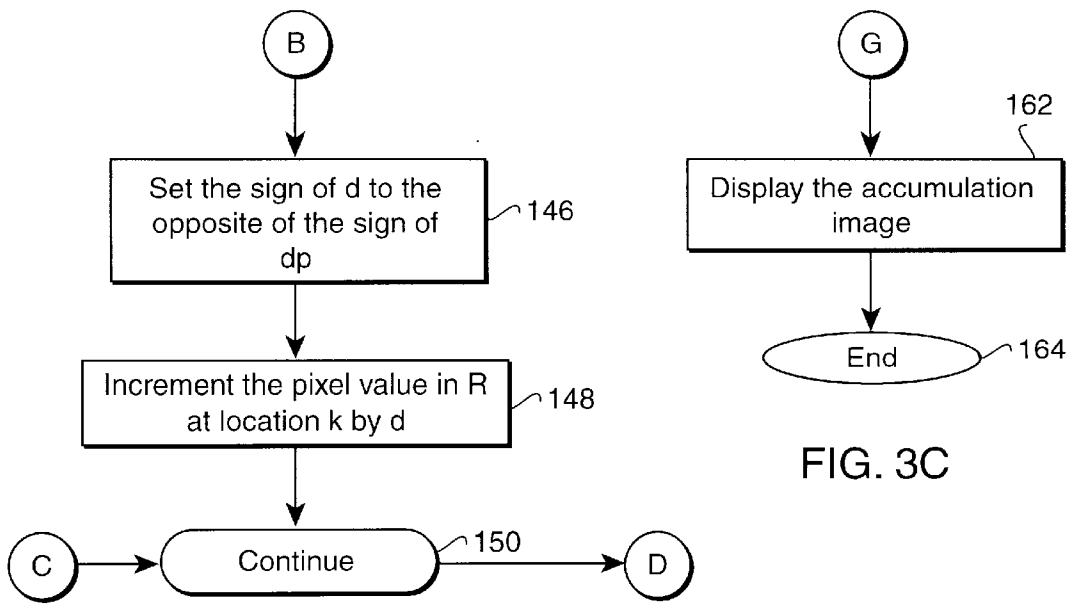 B
Set the sign of d to the
opposite of the sign of
dp
146
Increment the pixel value in R
at location k by d
148
C
Continue
150
D
G
162
Display the accumulation
image
End
164
FIG. 3C